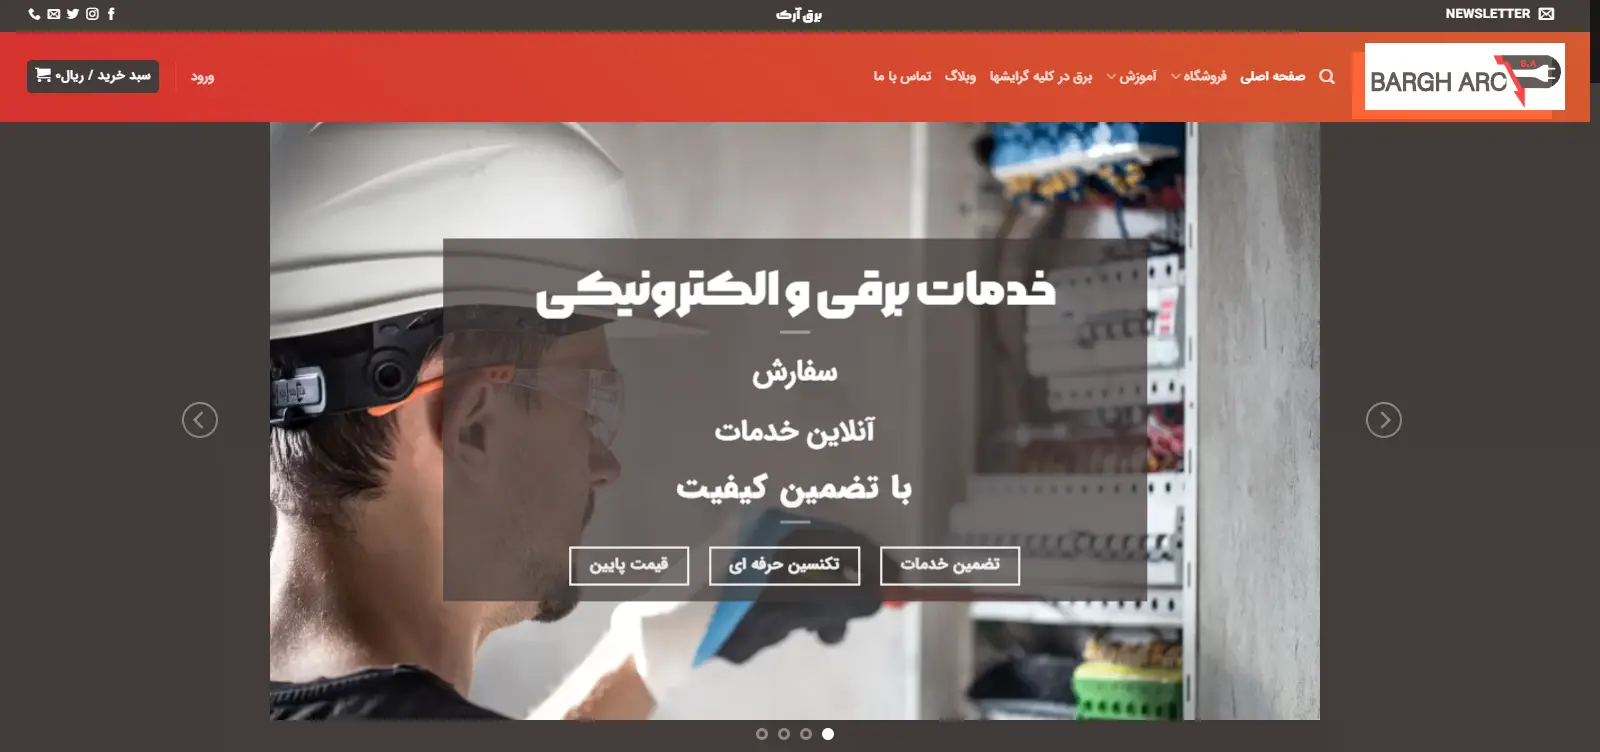 برق آرک
NEWSLETTER
BARGH ARC
B.A
صفحه اصلی
فروشگاه
آموزش
برق در کلیه گرایشها
وبلاگ
تماس با ما
ورود
سبد خرید / ریال۰
خدمات برقی و الکترونیکی
سفارش
آنلاین خدمات
با تضمین کیفیت
تضمین خدمات
تکنسین حرفه ای
قیمت پایین